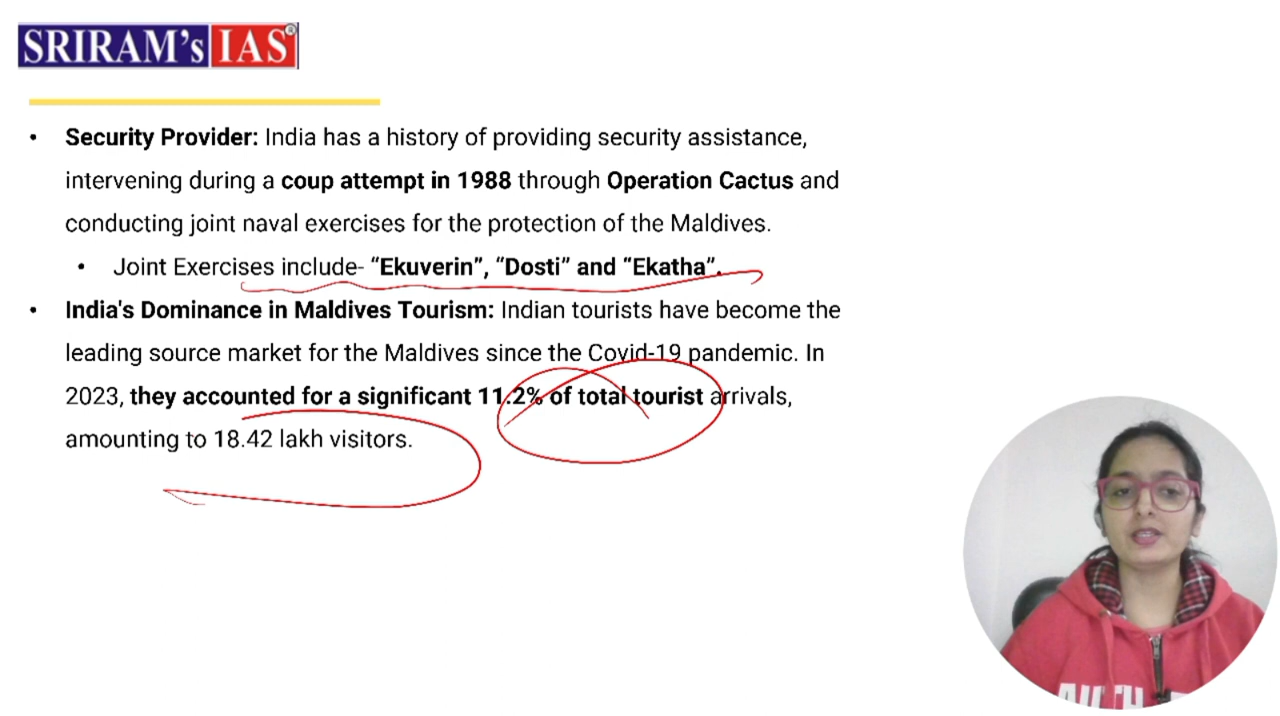 SRIRAM's IAS®
• Security Provider: India has a history of providing security assistance,
intervening during a coup attempt in 1988 through Operation Cactus and
conducting joint naval exercises for the protection of the Maldives.
• Joint Exercises include- “Ekuverin”, “Dosti” and “Ekatha”.
• India's Dominance in Maldives Tourism: Indian tourists have become the
leading source market for the Maldives since the Covid-19 pandemic. In
2023, they accounted for a significant 11.2% of total tourist arrivals,
amounting to 18.42 lakh visitors.